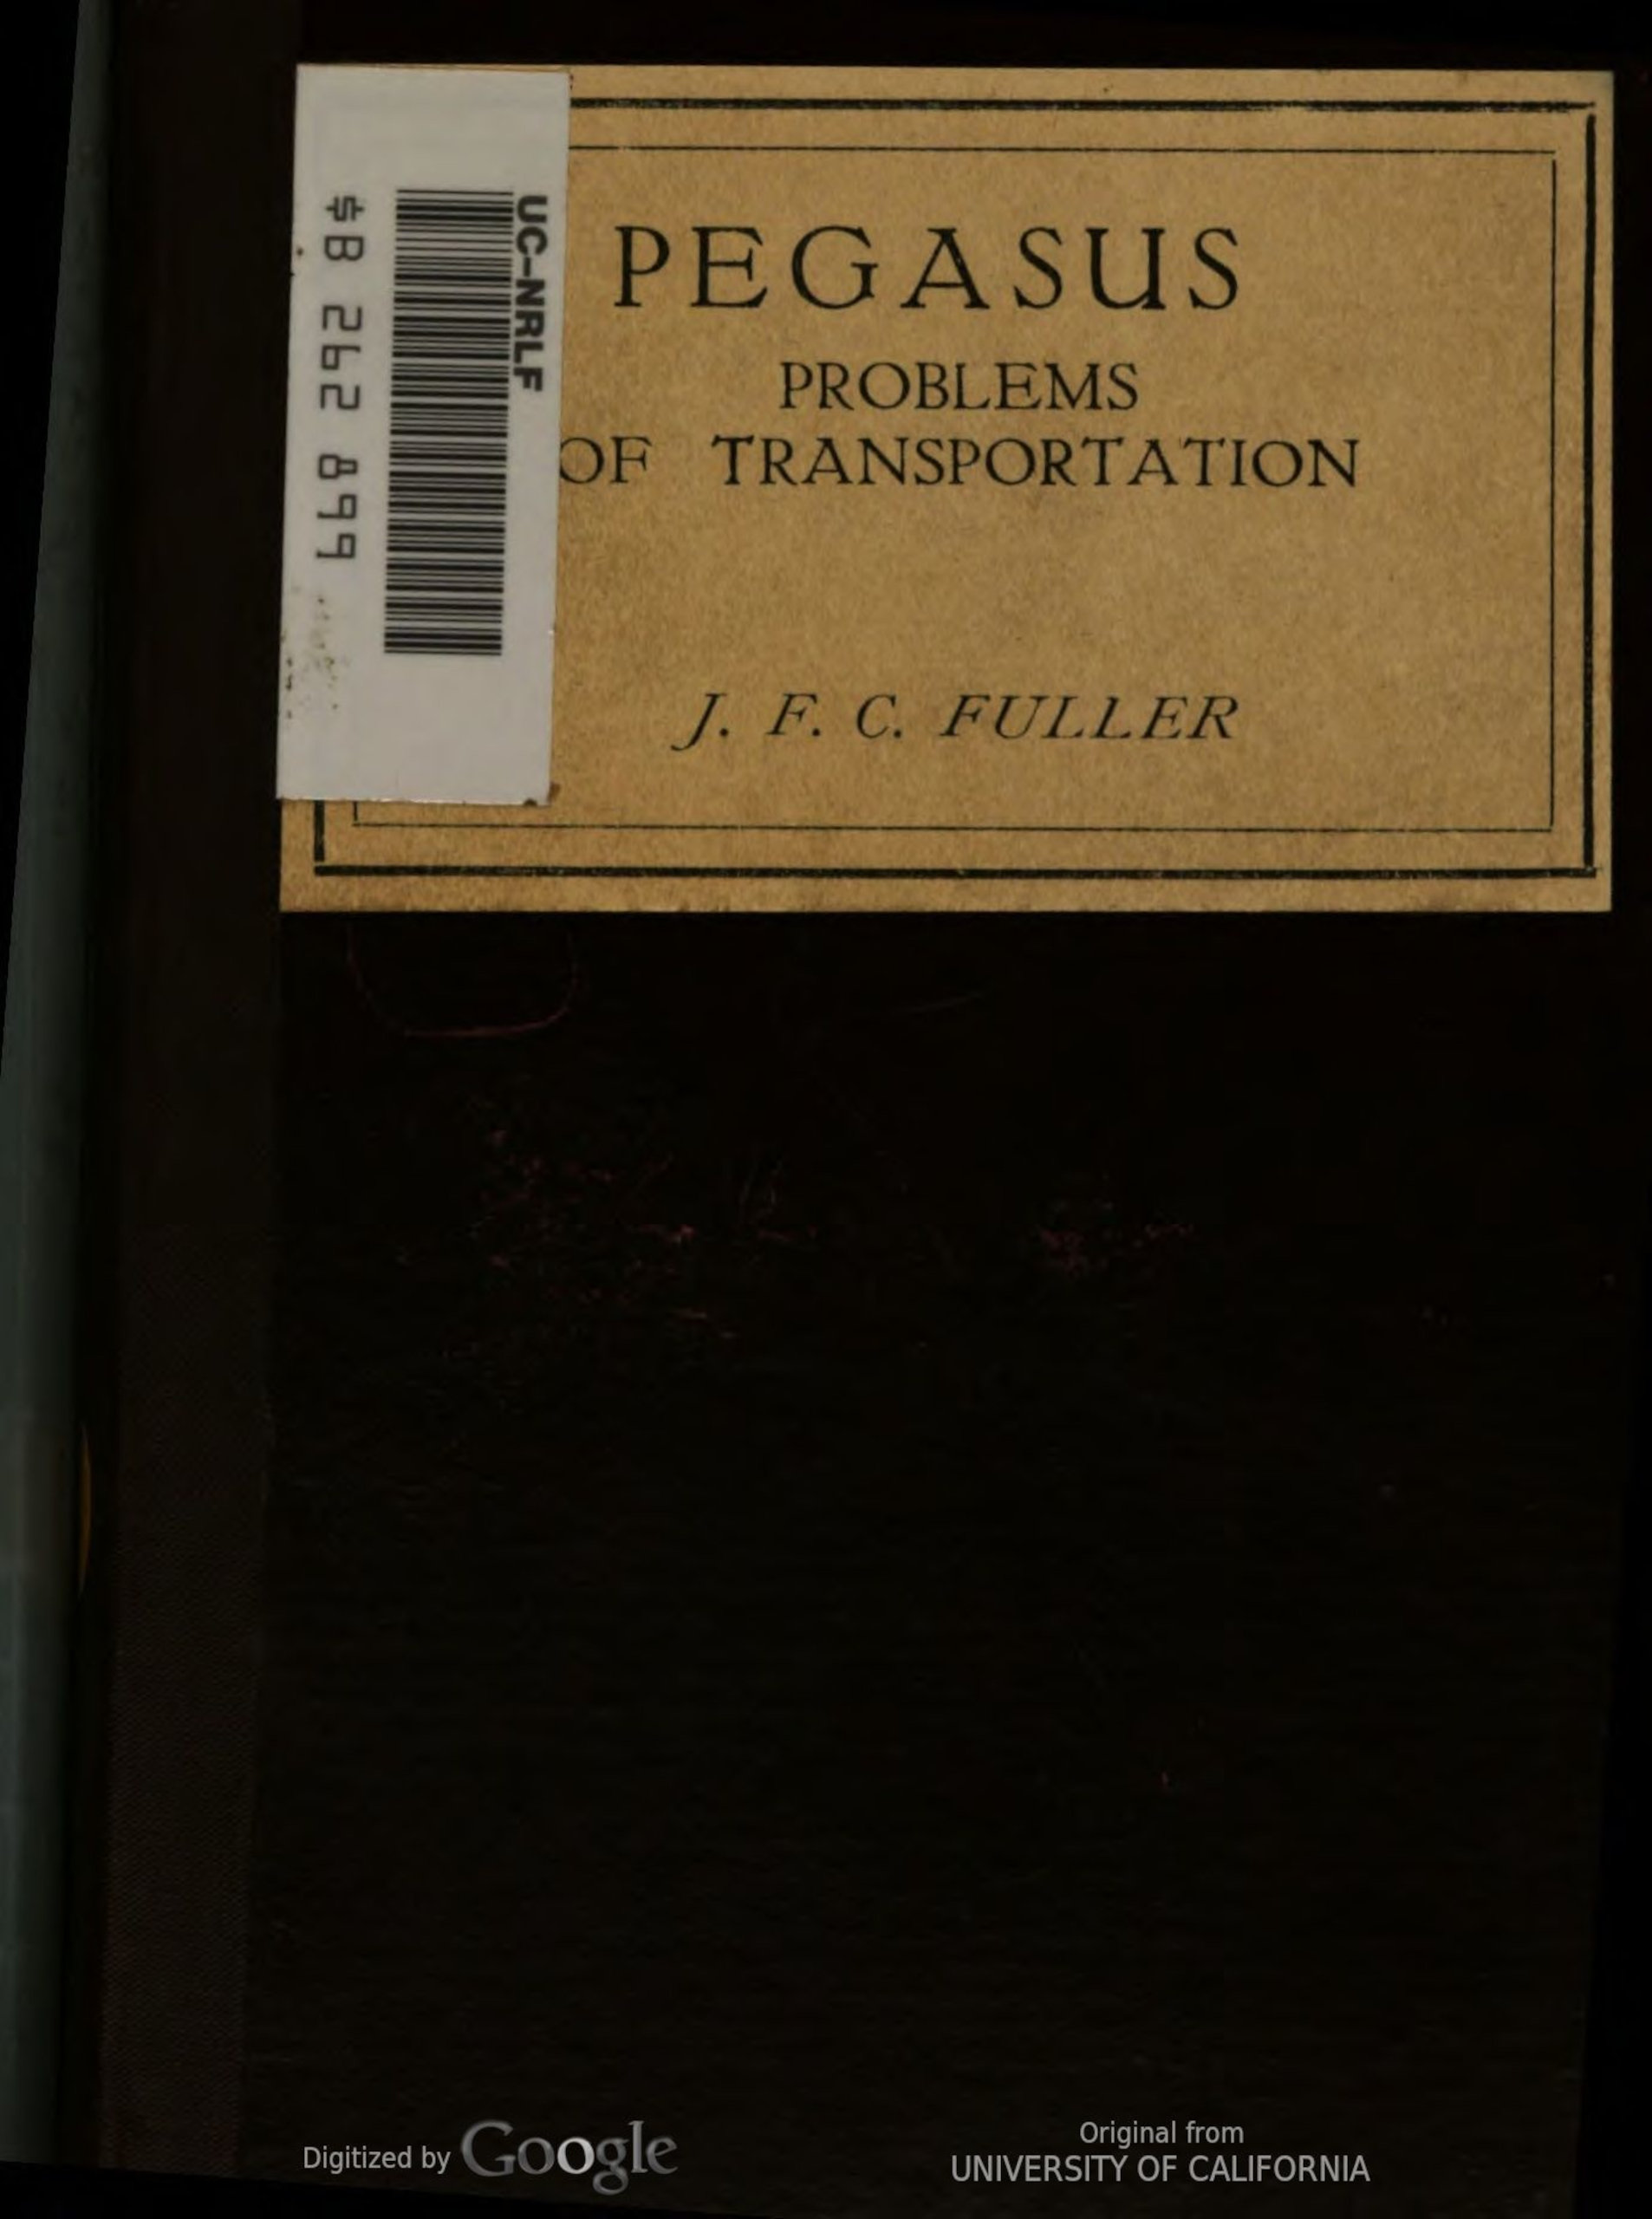 UC-NRLF
$B 262 899
PEGASUS
PROBLEMS
OF TRANSPORTATION
J. F. C. FULLER
Digitized by Google
Original from
UNIVERSITY OF CALIFORNIA